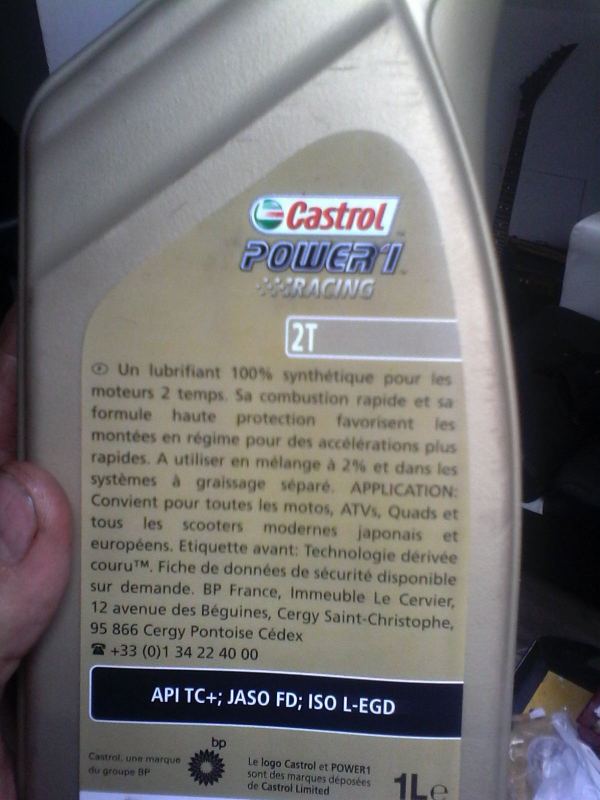 Castrol
POWER 1
RACING
2T
Ⓕ Un lubrifiant 100% synthétique pour les
moteurs 2 temps. Sa combustion rapide et sa
formule haute protection favorisent les
montées en régime pour des accélérations plus
rapides. A utiliser en mélange à 2% et dans les
systèmes à graissage séparé. APPLICATION:
Convient pour toutes les motos, ATVs, Quads et
tous les scooters modernes japonais et
européens. Etiquette avant: Technologie dérivée
couru™. Fiche de données de sécurité disponible
sur demande. BP France, Immeuble Le Cervier,
12 avenue des Béguines, Cergy Saint-Christophe,
95 866 Cergy Pontoise Cédex
☎ +33 (0)1 34 22 40 00
API TC+; JASO FD; ISO L-EGD
Castrol, une marque
du groupe BP
bp
Le logo Castrol et POWER1
sont des marques déposées
de Castrol Limited
1L℮